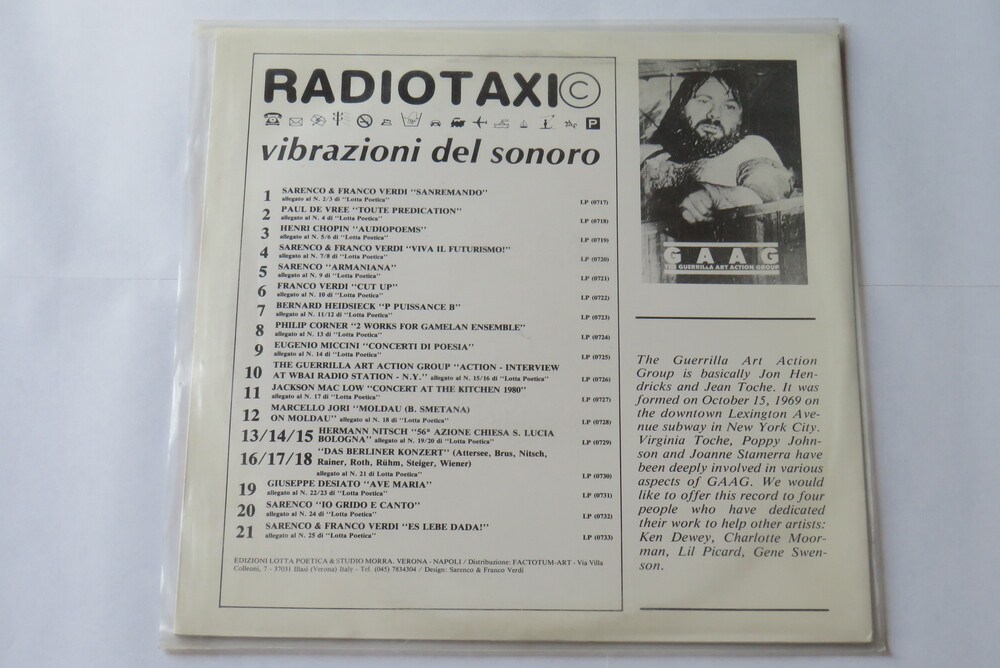 RADIOTAXI ©
P
vibrazioni del sonoro
1 SARENCO & FRANCO VERDI "SANREMANDO"
allegato al N. 2/3 di "Lotta Poetica" LP (0717)
2 PAUL DE VREE "TOUTE PREDICATION"
allegato al N. 4 di "Lotta Poetica" LP (0718)
3 HENRI CHOPIN "AUDIOPOEMS"
allegato al N. 5/6 di "Lotta Poetica" LP (0719)
4 SARENCO & FRANCO VERDI "VIVA IL FUTURISMO!"
allegato al N. 7/8 di "Lotta Poetica" LP (0720)
5 SARENCO "ARMANIANA"
allegato al N. 9 di "Lotta Poetica" LP (0721)
6 FRANCO VERDI "CUT UP"
allegato al N. 10 di "Lotta Poetica" LP (0722)
7 BERNARD HEIDSIECK "P PUISSANCE B"
allegato al N. 11/12 di "Lotta Poetica" LP (0723)
8 PHILIP CORNER "2 WORKS FOR GAMELAN ENSEMBLE"
allegato al N. 13 di "Lotta Poetica" LP (0724)
9 EUGENIO MICCINI "CONCERTI DI POESIA"
allegato al N. 14 di "Lotta Poetica" LP (0725)
10 THE GUERRILLA ART ACTION GROUP "ACTION - INTERVIEW
AT WBAI RADIO STATION - N.Y." allegato al N. 15/16 di "Lotta Poetica" LP (0726)
11 JACKSON MAC LOW "CONCERT AT THE KITCHEN 1980"
allegato al N. 17 di "Lotta Poetica" LP (0727)
12 MARCELLO JORI "MOLDAU (B. SMETANA)
ON MOLDAU" allegato al N. 18 di "Lotta Poetica" LP (0728)
13/14/15 HERMANN NITSCH "56ª AZIONE CHIESA S. LUCIA
BOLOGNA" allegato al N. 19/20 di "Lotta Poetica" LP (0729)
16/17/18 "DAS BERLINER KONZERT" (Attersee, Brus, Nitsch,
Rainer, Roth, Rühm, Steiger, Wiener)
allegato al N. 21 di "Lotta Poetica" LP (0730)
19 GIUSEPPE DESIATO "AVE MARIA"
allegato al N. 22/23 di "Lotta Poetica" LP (0731)
20 SARENCO "IO GRIDO E CANTO"
allegato al N. 24 di "Lotta Poetica" LP (0732)
21 SARENCO & FRANCO VERDI "ES LEBE DADA!"
allegato al N. 25 di "Lotta Poetica" LP (0733)
EDIZIONI LOTTA POETICA & STUDIO MORRA. VERONA - NAPOLI / Distribuzione: FACTOTUM-ART - Via Villa
Colleoni, 7 - 37031 Illasi (Verona) Italy - Tel. (045) 7834304 / Design: Sarenco & Franco Verdi
GAAG
THE GUERRILLA ART ACTION GROUP
The Guerrilla Art Action
Group is basically Jon Hen-
dricks and Jean Toche. It was
formed on October 15, 1969 on
the downtown Lexington Ave-
nue subway in New York City.
Virginia Toche, Poppy John-
son and Joanne Stamerra have
been deeply involved in various
aspects of GAAG. We would
like to offer this record to four
people who have dedicated
their work to help other artists:
Ken Dewey, Charlotte Moor-
man, Lil Picard, Gene Swen-
son.